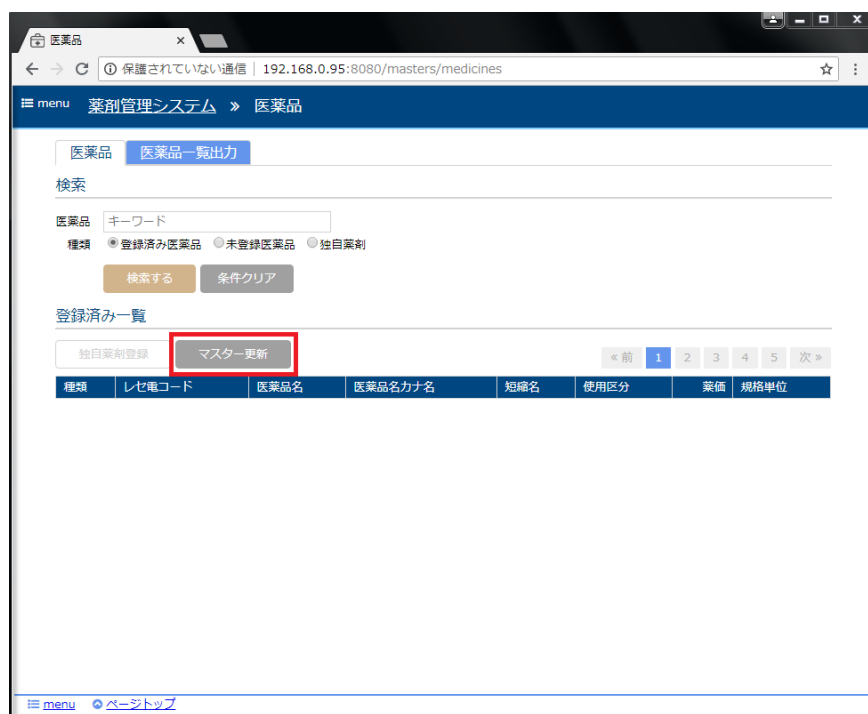 医薬品
保護されていない通信 | 192.168.0.95:8080/masters/medicines
menu 薬剤管理システム » 医薬品
医薬品 医薬品一覧出力
検索
医薬品 キーワード
種類 登録済み医薬品 未登録医薬品 独自薬剤
検索する 条件クリア
登録済み一覧
独自薬剤登録 マスター更新 «前 1 2 3 4 5 次»
種類 レセ電コード 医薬品名 医薬品名カナ名 短縮名 使用区分 薬価 規格単位
menu ページトップ